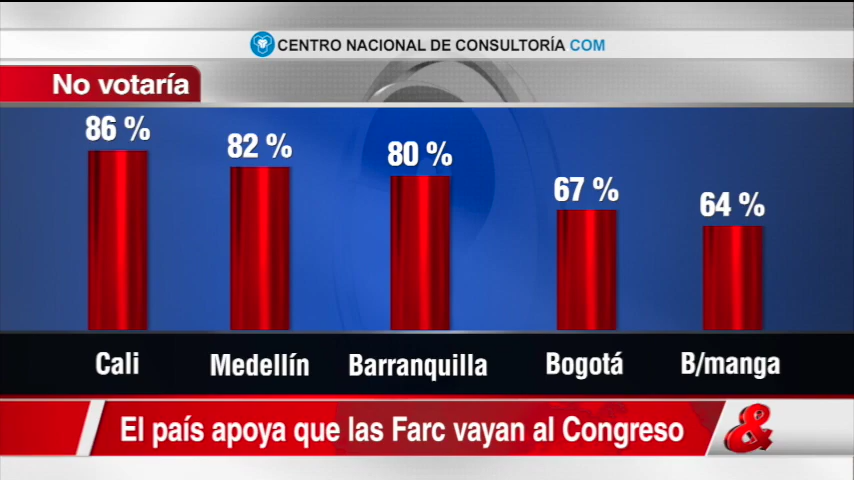 CENTRO NACIONAL DE CONSULTORÍA COM
No votaría
86 % 82 % 80 % 67 % 64 %
Cali Medellín Barranquilla Bogotá B/manga
El país apoya que las Farc vayan al Congreso &